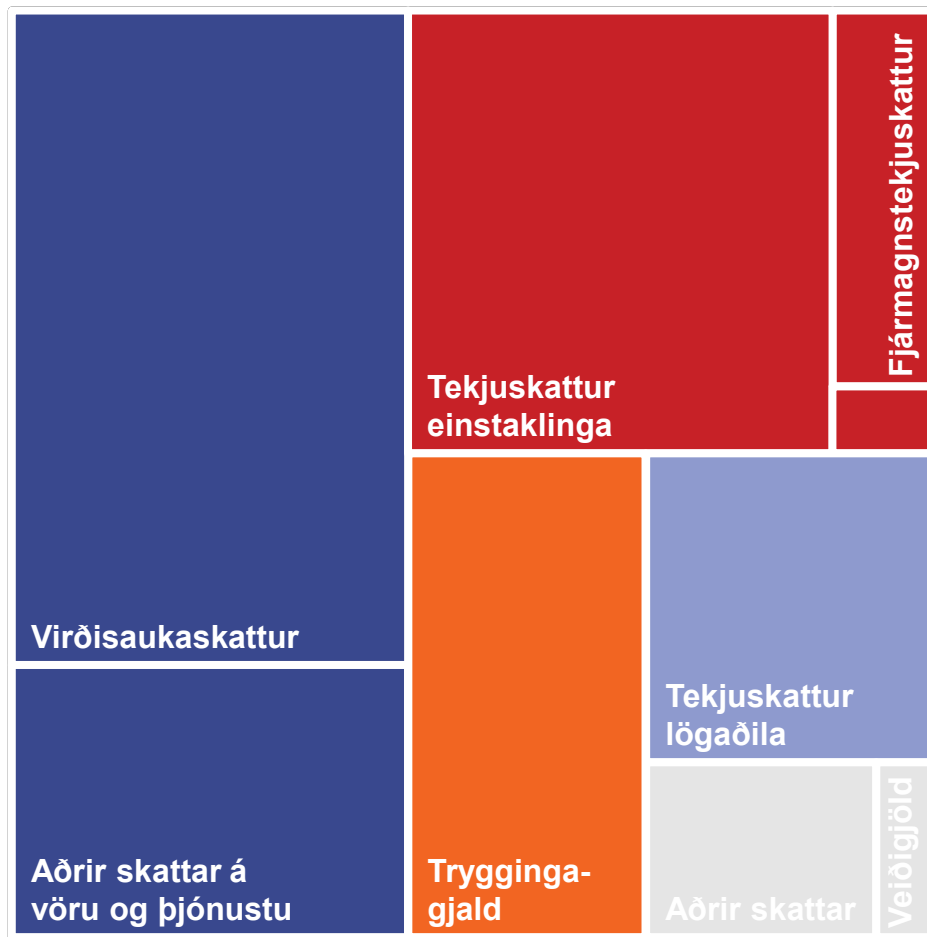 Fjármagnstekjuskattur
Tekjuskattur
einstaklinga
Virðisaukaskattur
Tekjuskattur
lögaðila
Aðrir skattar á
vöru og þjónustu
Trygginga-
gjald
Aðrir skattar
Veiðigjöld